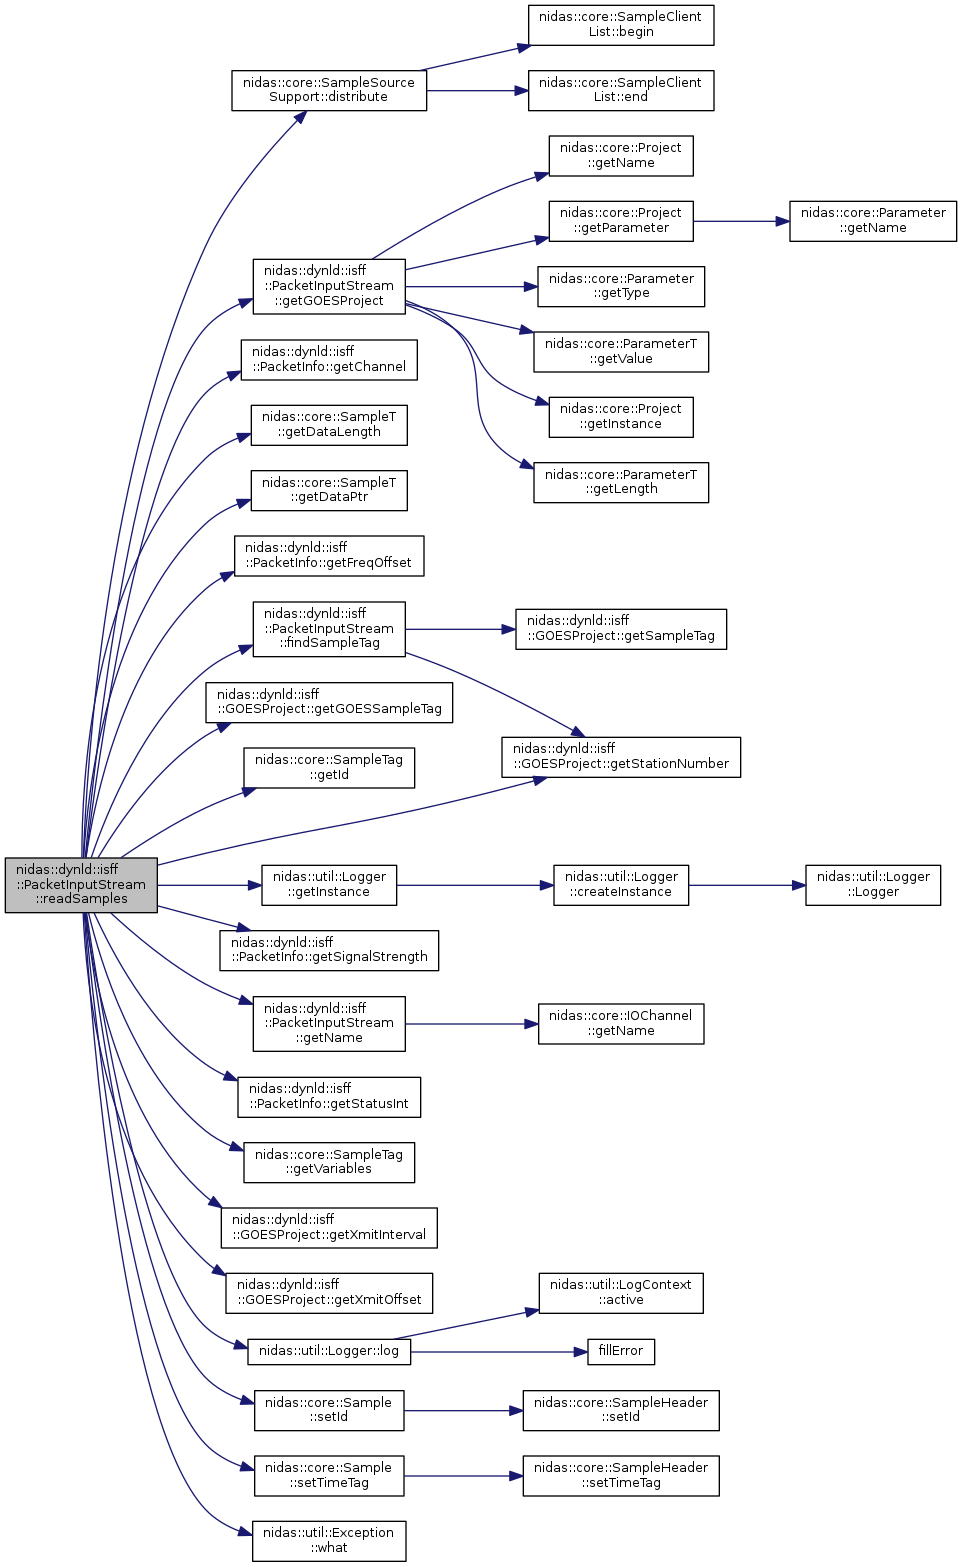 nidas::core::SampleClient
List::begin
nidas::core::SampleSource
Support::distribute
nidas::core::SampleClient
List::end
nidas::core::Project
::getName
nidas::core::Project
::getParameter
nidas::core::Parameter
::getName
nidas::dynld::isff
::PacketInputStream
::getGOESProject
nidas::core::Parameter
::getType
nidas::core::ParameterT
::getValue
nidas::dynld::isff
::PacketInfo::getChannel
nidas::core::Project
::getInstance
nidas::core::SampleT
::getDataLength
nidas::core::ParameterT
::getLength
nidas::core::SampleT
::getDataPtr
nidas::dynld::isff
::PacketInfo::getFreqOffset
nidas::dynld::isff
::PacketInputStream
::findSampleTag
nidas::dynld::isff
::GOESProject::getSampleTag
nidas::dynld::isff
::GOESProject::getGOESSampleTag
nidas::dynld::isff
::GOESProject::getStationNumber
nidas::core::SampleTag
::getId
nidas::dynld::isff
::PacketInputStream
::readSamples
nidas::util::Logger
::getInstance
nidas::util::Logger
::createInstance
nidas::util::Logger
::Logger
nidas::dynld::isff
::PacketInfo::getSignalStrength
nidas::dynld::isff
::PacketInputStream
::getName
nidas::core::IOChannel
::getName
nidas::dynld::isff
::PacketInfo::getStatusInt
nidas::core::SampleTag
::getVariables
nidas::dynld::isff
::GOESProject::getXmitInterval
nidas::dynld::isff
::GOESProject::getXmitOffset
nidas::util::LogContext
::active
nidas::util::Logger::log
fillError
nidas::core::Sample
::setId
nidas::core::SampleHeader
::setId
nidas::core::Sample
::setTimeTag
nidas::core::SampleHeader
::setTimeTag
nidas::util::Exception
::what